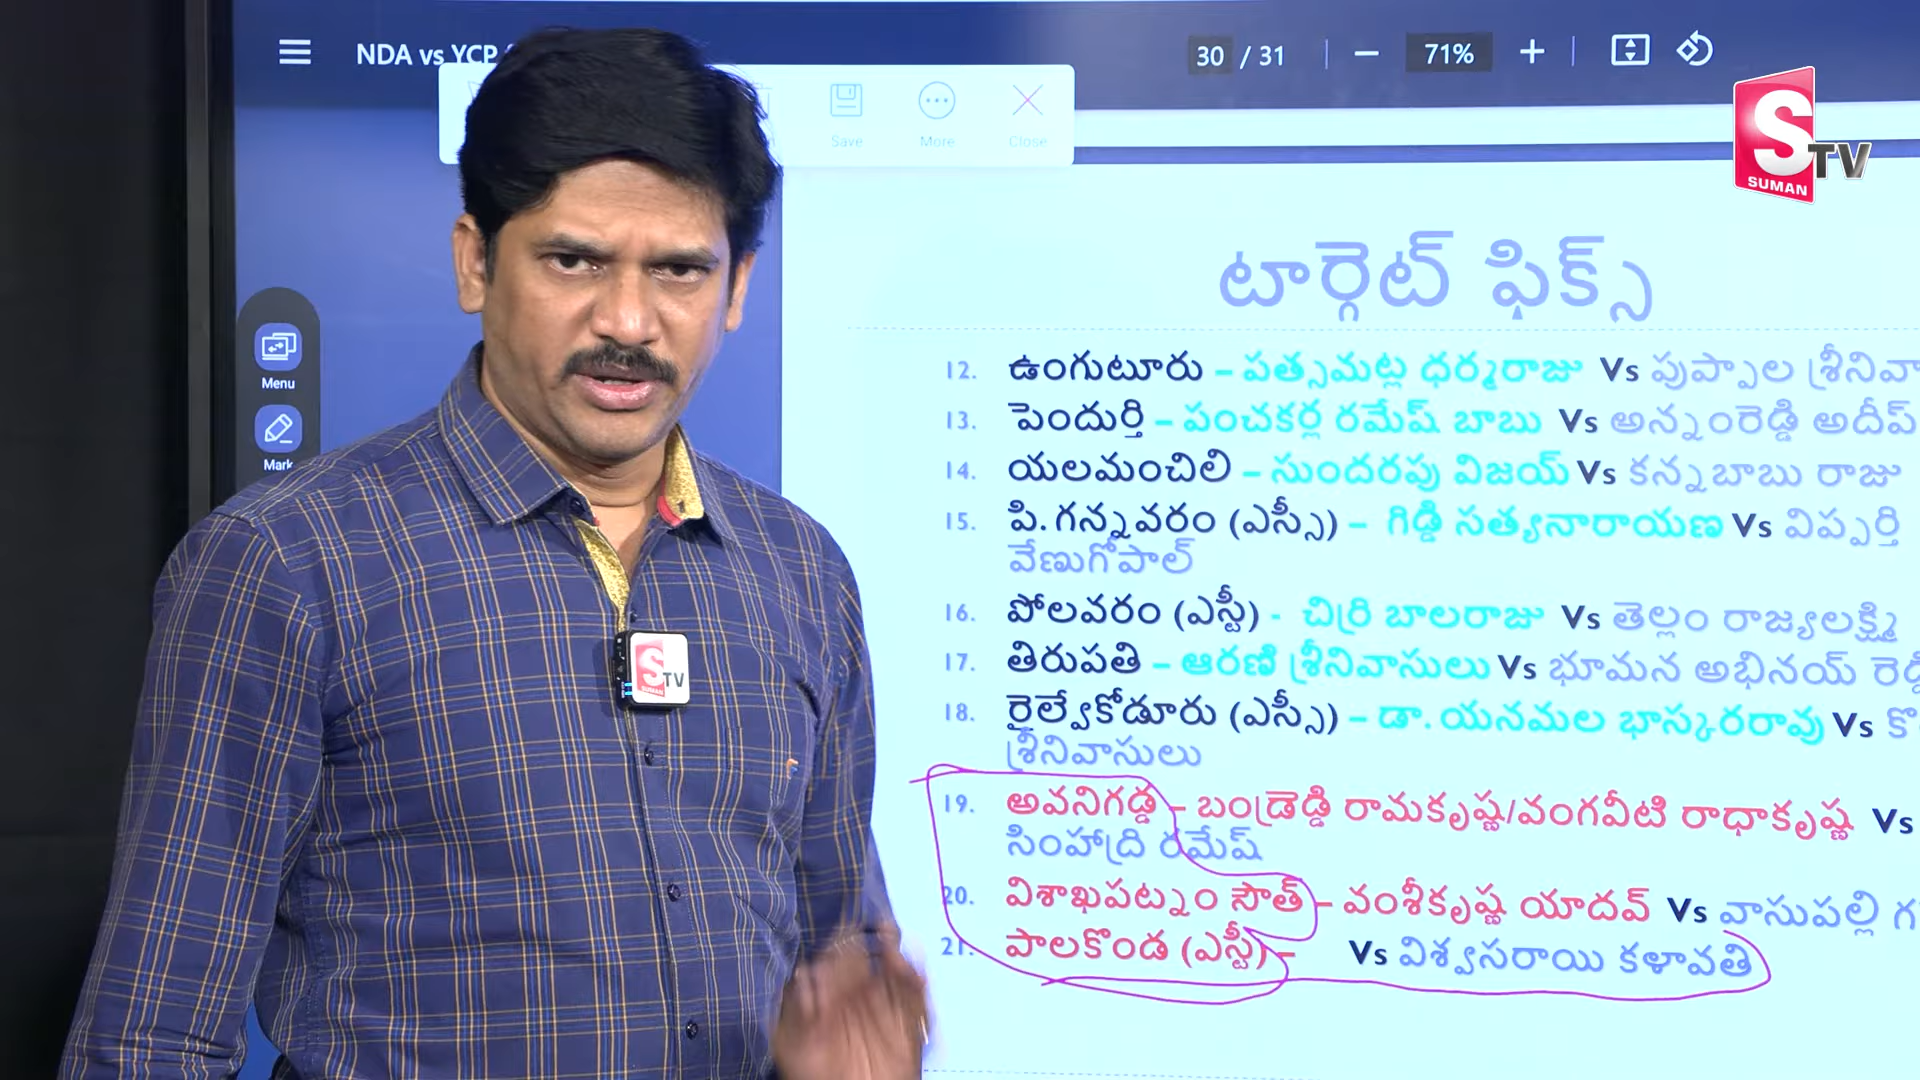 NDA vs YCP
30 / 31
71%
Save
More
Close
S
TV
SUMAN
టార్గెట్ ఫిక్స్
Menu
Mark
12. ఉంగుటూరు – పత్సమట్ల ధర్మరాజు Vs పుప్పాల
13. పెందుర్తి – పంచకర్ల రమేష్ బాబు Vs అన్నంరెడ్డి అదీప్
14. యలమంచిలి – సుందరపు విజయ్ Vs కన్నబాబు రాజు
15. పి.గన్నవరం (ఎస్సీ) – గిడ్డి సత్యనారాయణ Vs విప్పర్తి
వేణుగోపాల్
16. పోలవరం (ఎస్టీ) - చిర్రి బాలరాజు Vs తెల్లం రాజ్యలక్ష్మి
17. తిరుపతి – ఆరణి శ్రీనివాసులు Vs భూమన అభినయ్
18. రైల్వేకోడూరు (ఎస్సీ) – డా.యనమల భాస్కరరావు Vs
శ్రీనివాసులు
19. అవనిగడ్డ – బండ్రెడ్డి రామకృష్ణ/వంగవీటి రాధాకృష్ణ Vs
సింహాద్రి రమేష్
20. విశాఖపట్నం సౌత్ – వంశీకృష్ణ యాదవ్ Vs వాసుపల్లి
21. పాలకొండ (ఎస్టీ) – Vs విశ్వసరాయి కళావతి
S
TV
SUMAN